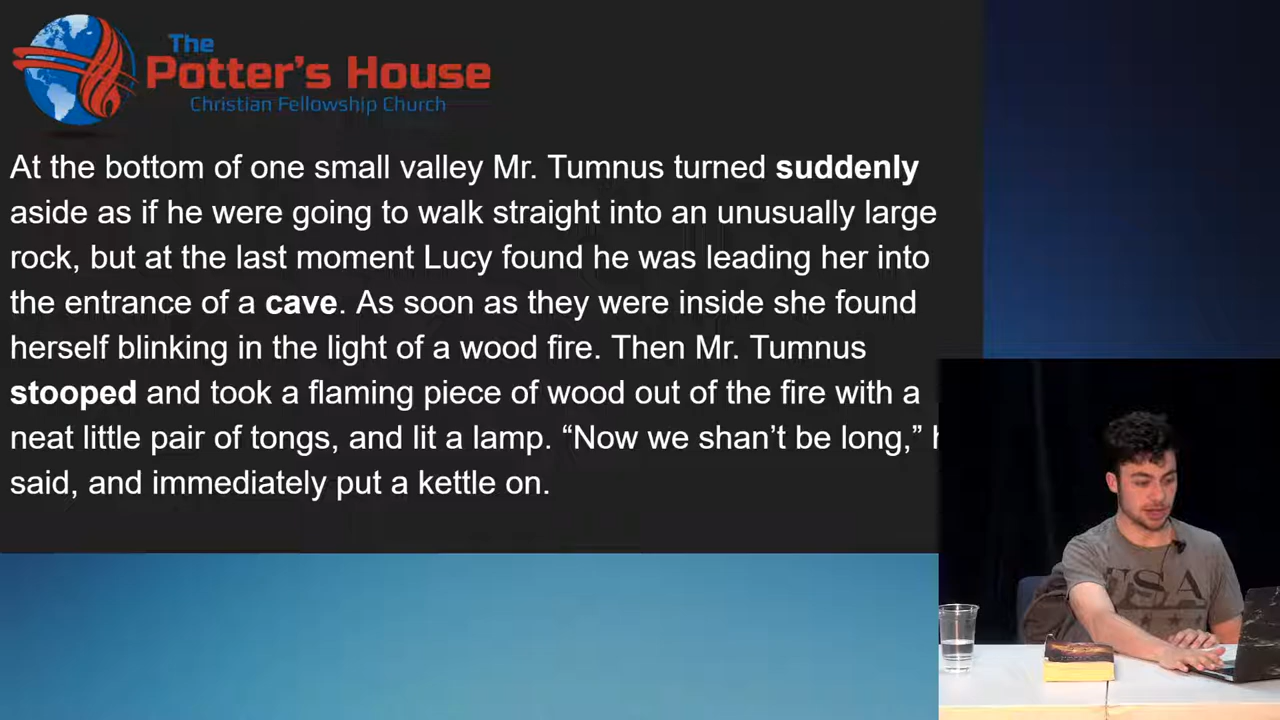 The
Potter's House
Christian Fellowship Church
At the bottom of one small valley Mr. Tumnus turned suddenly
aside as if he were going to walk straight into an unusually large
rock, but at the last moment Lucy found he was leading her into
the entrance of a cave. As soon as they were inside she found
herself blinking in the light of a wood fire. Then Mr. Tumnus
stooped and took a flaming piece of wood out of the fire with a
neat little pair of tongs, and lit a lamp. “Now we shan’t be long,”
said, and immediately put a kettle on.
USA